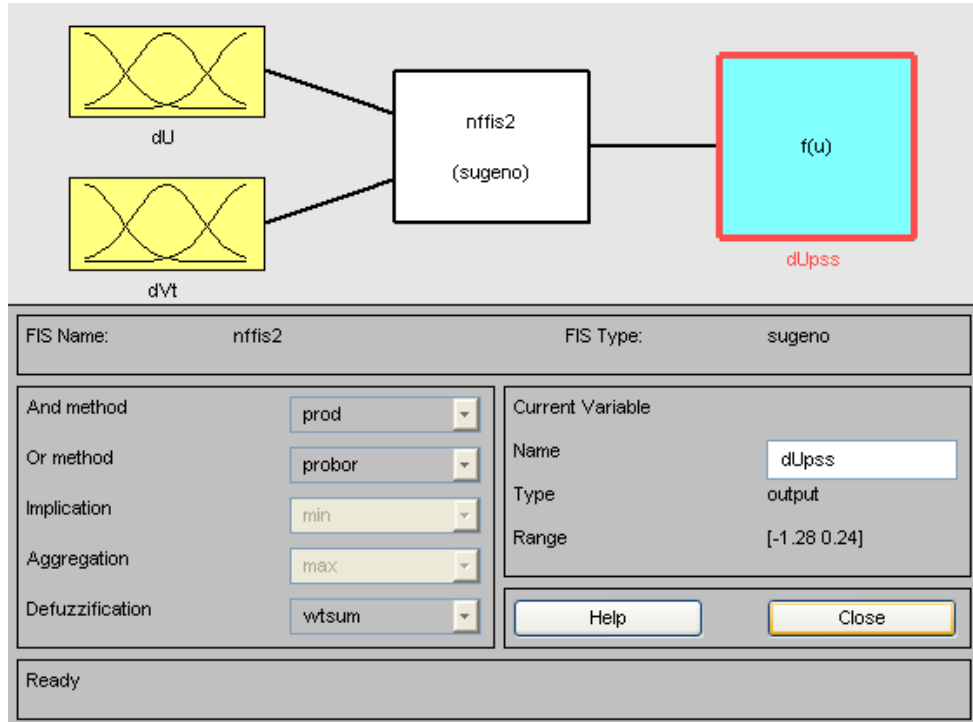 dU
nffis2
(sugeno)
f(u)
dVt
dUpss
FIS Name: nffis2 FIS Type: sugeno
And method prod
Or method probor
Implication min
Aggregation max
Defuzzification wtsum
Current Variable
Name dUpss
Type output
Range [-1.28 0.24]
Help Close
Ready